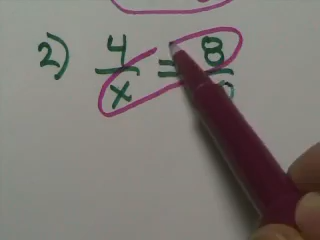 2) 4/x = 8/